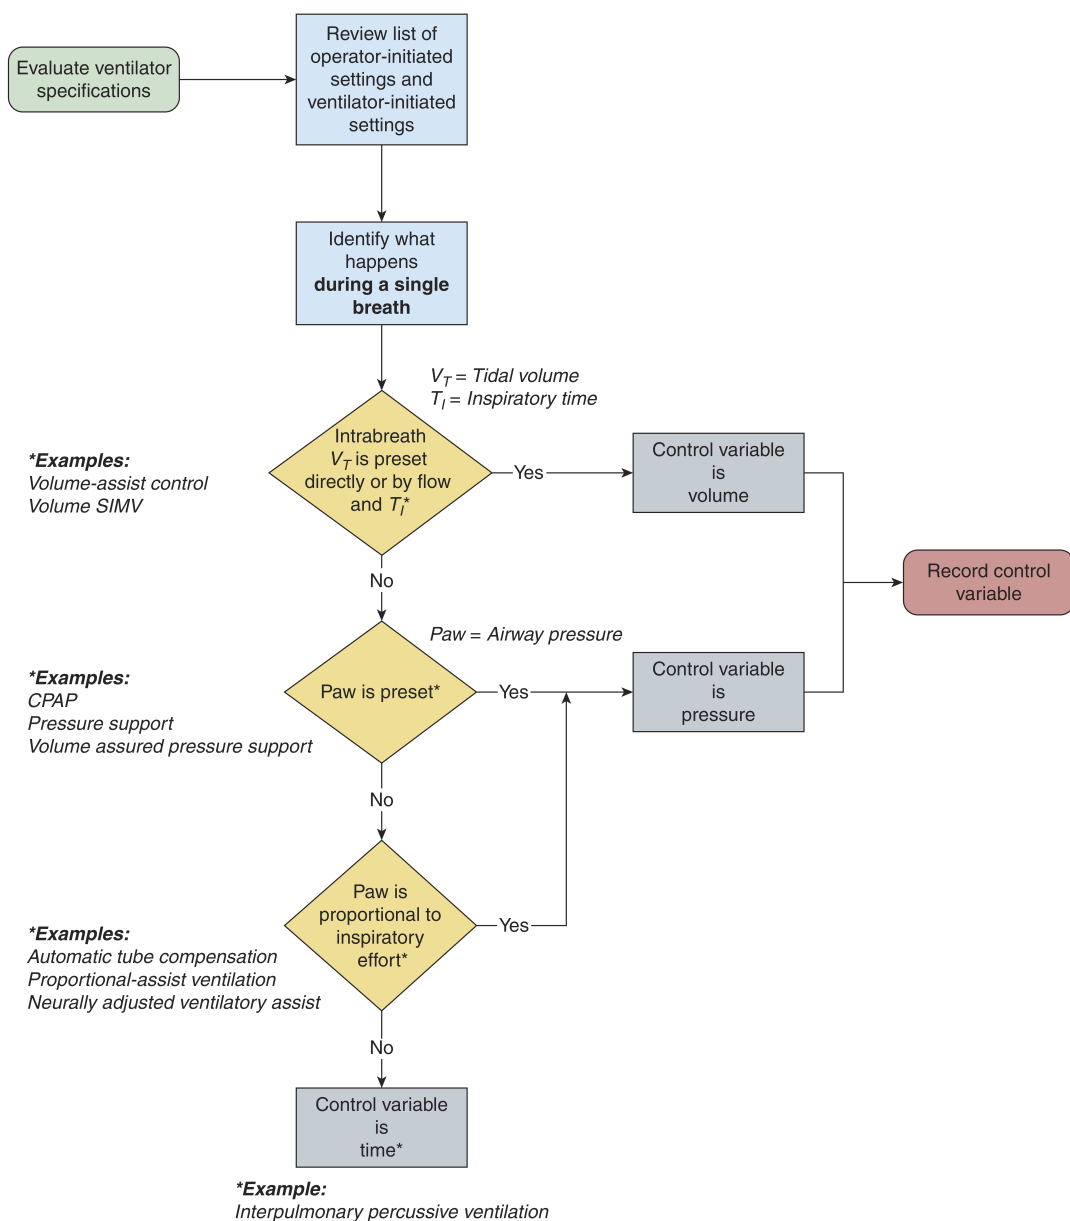 Evaluate ventilator
specifications
Review list of
operator-initiated
settings and
ventilator-initiated
settings
Identify what
happens
during a single
breath
V_T = Tidal volume
T_I = Inspiratory time
Intrabreath
V_T is preset
directly or by flow
and T_I*
*Examples:
Volume-assist control
Volume SIMV
Yes
Control variable
is
volume
No
Record control
variable
Paw = Airway pressure
Paw is preset*
*Examples:
CPAP
Pressure support
Volume assured pressure support
Yes
Control variable
is
pressure
No
Paw is
proportional to
inspiratory
effort*
*Examples:
Automatic tube compensation
Proportional-assist ventilation
Neurally adjusted ventilatory assist
Yes
No
Control variable
is
time*
*Example:
Interpulmonary percussive ventilation